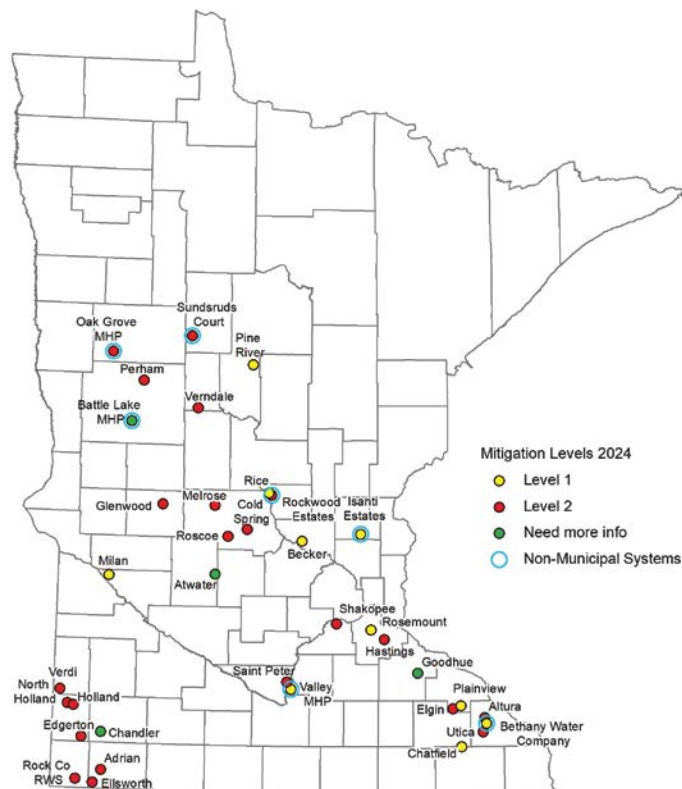 Sundsruds
Court
Oak Grove
MHP
Pine
River
Perham
Battle Lake
MHP
Verndale
Mitigation Levels 2024
Level 1
Level 2
Need more info
Non-Municipal Systems
Rice
Melrose
Cold
Spring
Rockwood
Estates
Isanti
Estates
Glenwood
Roscoe
Becker
Milan
Atwater
Shakopee
Rosemount
Hastings
Goodhue
Saint Peter
Valley
MHP
Verdi
North
Holland
Holland
Plainview
Elgin
Altura
Edgerton
Chandler
Utica
Bethany Water
Company
Chatfield
Adrian
Rock Co
RWS
Ellsworth